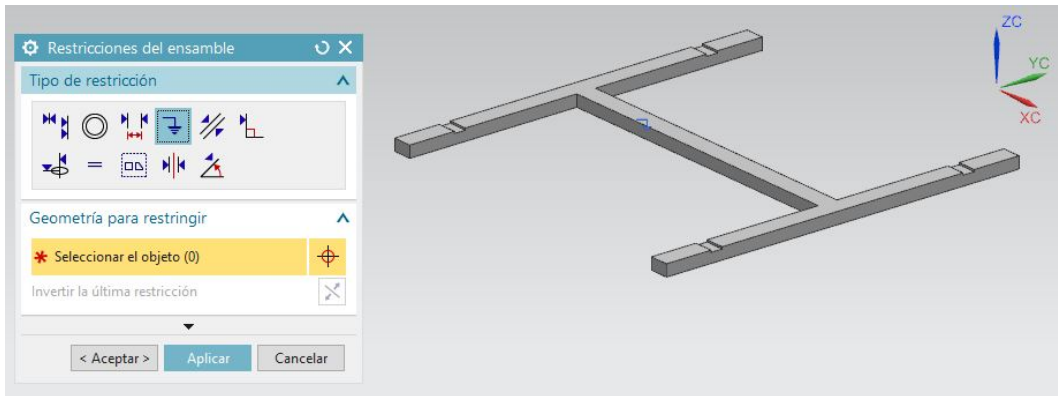 Restricciones del ensamble
Tipo de restricción
Geometría para restringir
* Seleccionar el objeto (0)
Invertir la última restricción
< Aceptar > Aplicar Cancelar
ZC
YC
XC